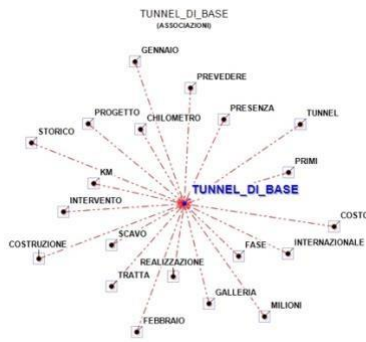 TUNNEL_DI_BASE
(ASSOCIAZIONI)
GENNAIO
PREVEDERE
PROGETTO
CHILOMETRO
PRESENZA
TUNNEL
STORICO
PRIMI
KM
TUNNEL_DI_BASE
INTERVENTO
COSTO
COSTRUZIONE
SCAVO
FASE
INTERNAZIONALE
REALIZZAZIONE
TRATTA
GALLERIA
MILIONI
FEBBRAIO